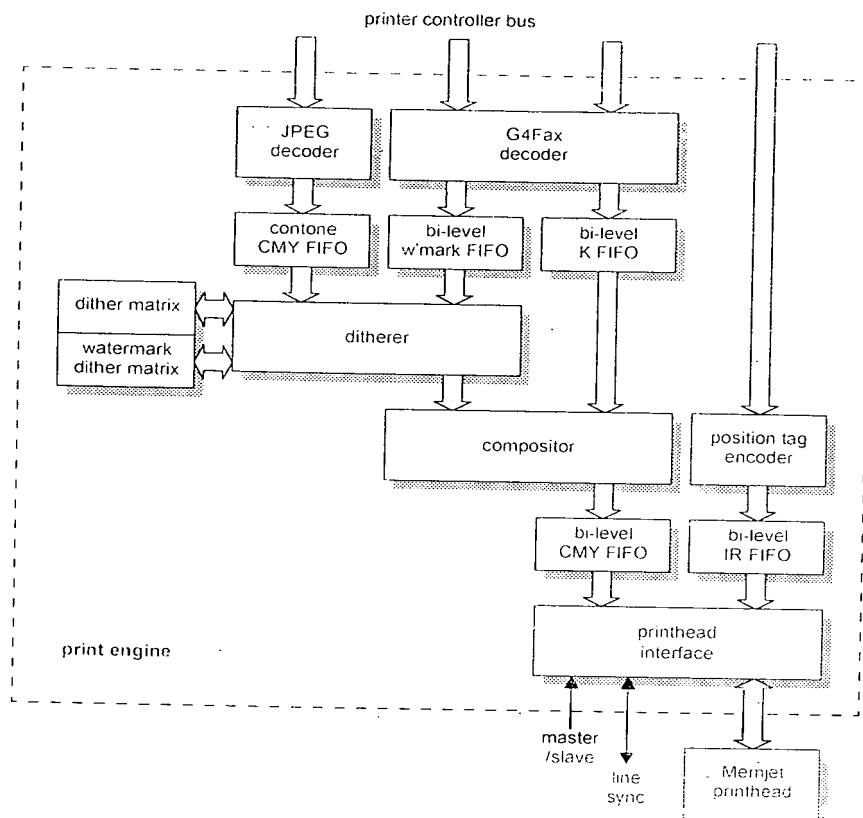 printer controller bus
JPEG
decoder
G4Fax
decoder
contone
CMY FIFO
bi-level
w'mark FIFO
bi-level
K FIFO
dither matrix
watermark
dither matrix
ditherer
compositor
position tag
encoder
bi-level
CMY FIFO
bi-level
IR FIFO
print engine
printhead
interface
master
/slave
line
sync
Memjet
printhead